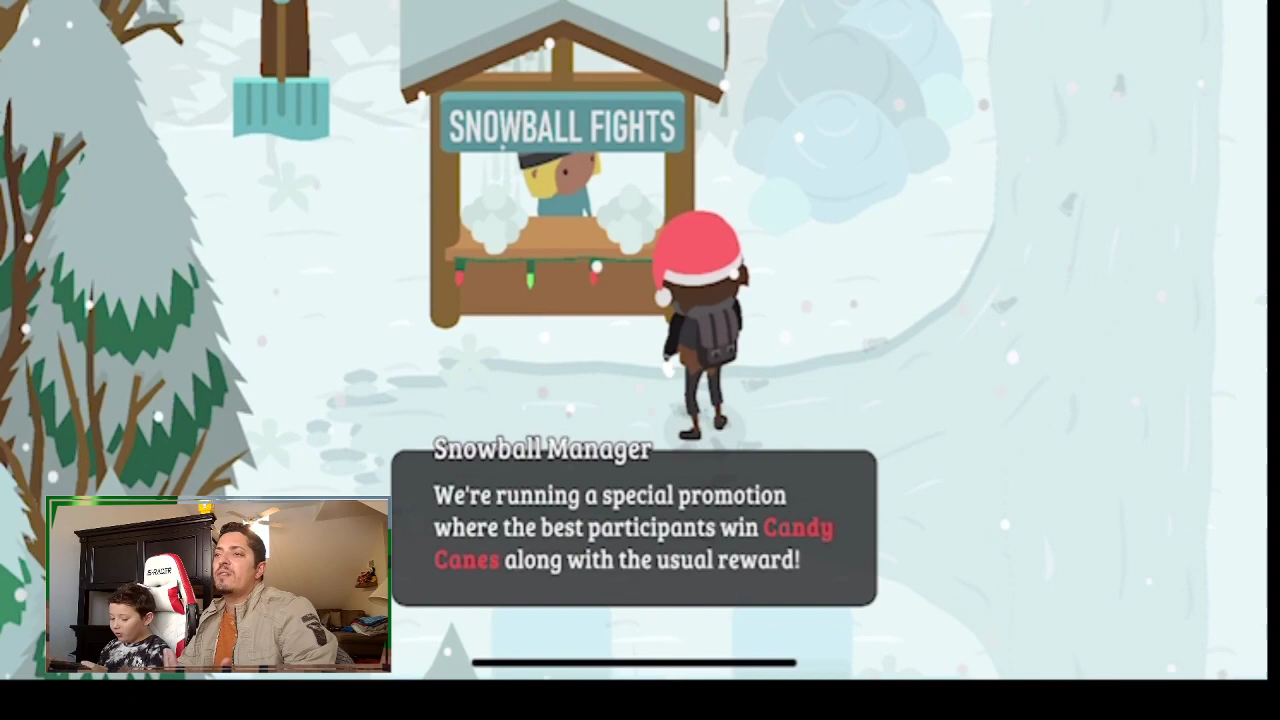 SNOWBALL FIGHTS
Snowball Manager
We're running a special promotion
where the best participants win Candy
Canes along with the usual reward!